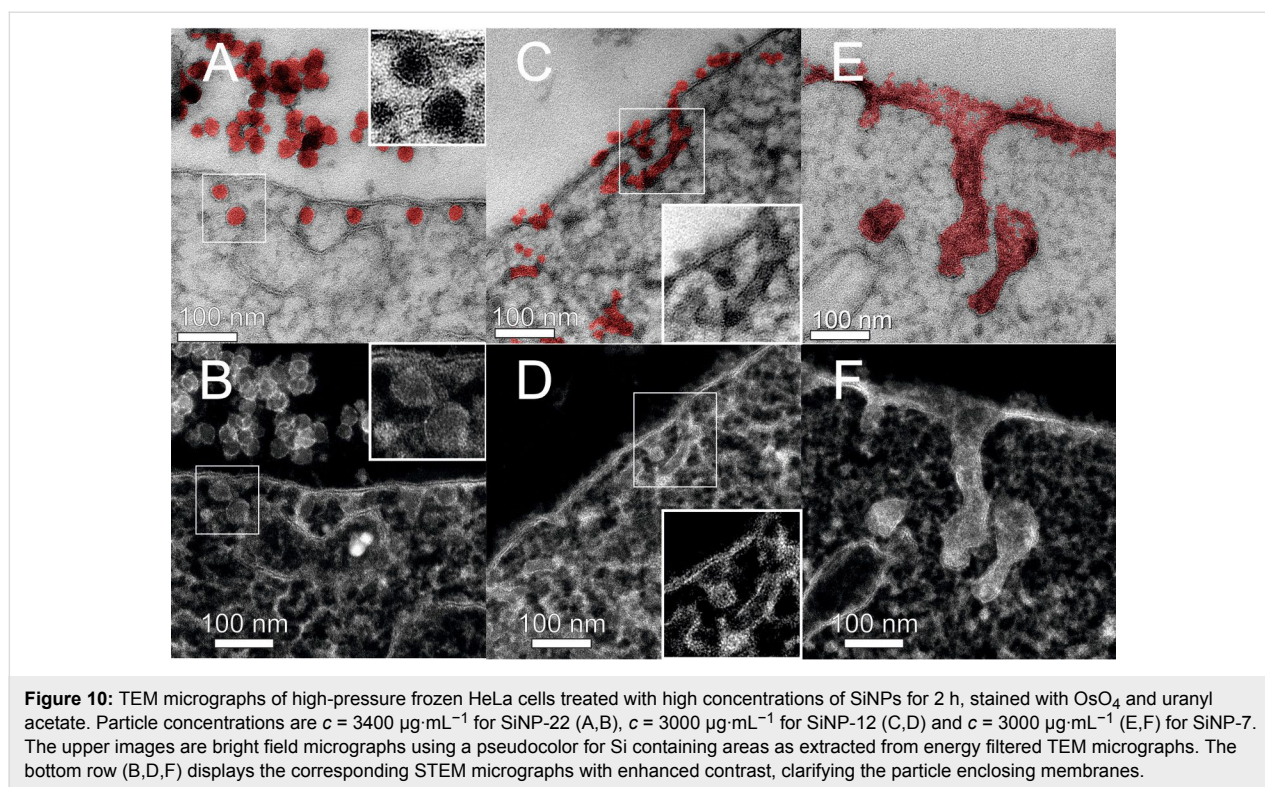 A
C
E
100 nm
100 nm
100 nm
B
D
F
100 nm
100 nm
100 nm
Figure 10: TEM micrographs of high-pressure frozen HeLa cells treated with high concentrations of SiNPs for 2 h, stained with OsO₄ and uranyl
acetate. Particle concentrations are c = 3400 µg·mL⁻¹ for SiNP-22 (A,B), c = 3000 µg·mL⁻¹ for SiNP-12 (C,D) and c = 3000 µg·mL⁻¹ (E,F) for SiNP-7.
The upper images are bright field micrographs using a pseudocolor for Si containing areas as extracted from energy filtered TEM micrographs. The
bottom row (B,D,F) displays the corresponding STEM micrographs with enhanced contrast, clarifying the particle enclosing membranes.